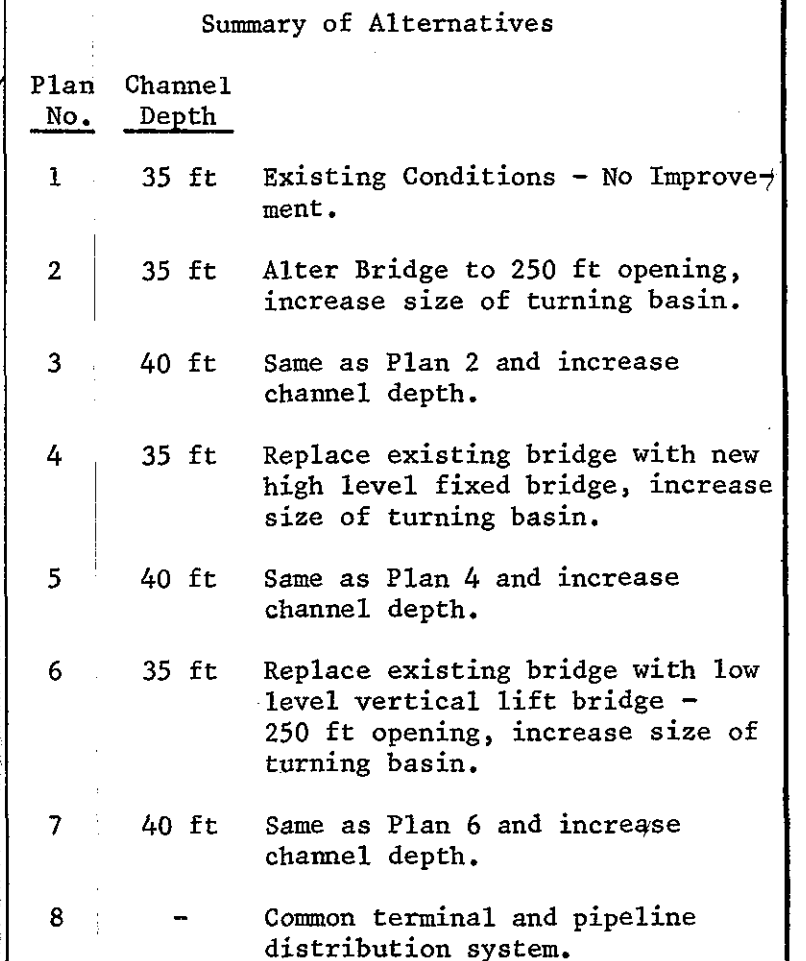 Summary of Alternatives
Plan Channel
No. Depth
1 35 ft Existing Conditions - No Improve-
ment.
2 35 ft Alter Bridge to 250 ft opening,
increase size of turning basin.
3 40 ft Same as Plan 2 and increase
channel depth.
4 35 ft Replace existing bridge with new
high level fixed bridge, increase
size of turning basin.
5 40 ft Same as Plan 4 and increase
channel depth.
6 35 ft Replace existing bridge with low
level vertical lift bridge -
250 ft opening, increase size of
turning basin.
7 40 ft Same as Plan 6 and increase
channel depth.
8 - Common terminal and pipeline
distribution system.